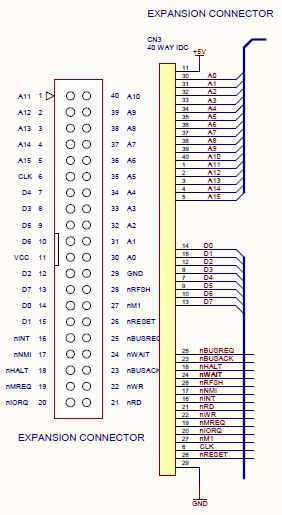 EXPANSION CONNECTOR
CN3
40 WAY IDC
+5V
11
30 A0
31 A1
32 A2
33 A3
34 A4
35 A5
36 A6
37 A7
38 A8
39 A9
40 A10
1 A11
2 A12
3 A13
4 A14
5 A15
14 D0
15 D1
12 D2
8 D3
7 D4
9 D5
10 D6
13 D7
25 nBUSREQ
23 nBUSACK
18 nHALT
24 nWAIT
28 nRFSH
17 nNMI
16 nINT
21 nRD
22 nWR
19 nMREQ
20 nIORQ
27 nM1
6 CLK
26 nRESET
29
GND
A11 1 40 A10
A12 2 39 A9
A13 3 38 A8
A14 4 37 A7
A15 5 36 A6
CLK 6 35 A5
D4 7 34 A4
D3 8 33 A3
D5 9 32 A2
D6 10 31 A1
VCC 11 30 A0
D2 12 29 GND
D7 13 28 nRFSH
D0 14 27 nM1
D1 15 26 nRESET
nINT 16 25 nBUSREQ
nNMI 17 24 nWAIT
nHALT 18 23 nBUSACK
nMREQ 19 22 nWR
nIORQ 20 21 nRD
EXPANSION CONNECTOR